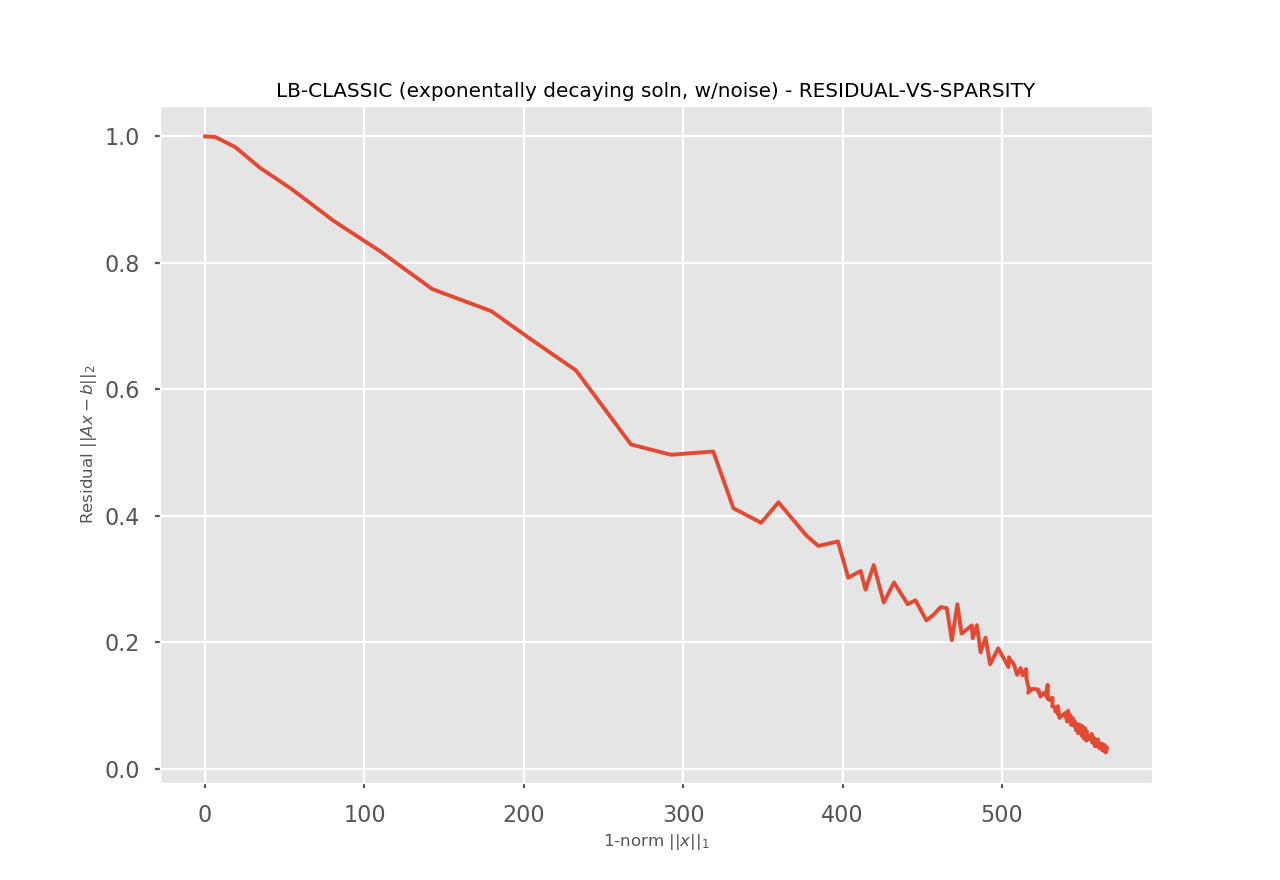 LB-CLASSIC (exponentially decaying soln, w/noise) - RESIDUAL-VS-SPARSITY
1.0
0.8
0.6
0.4
0.2
0.0
Residual ||Ax − b||₂
0 100 200 300 400 500
1-norm ||x||₁